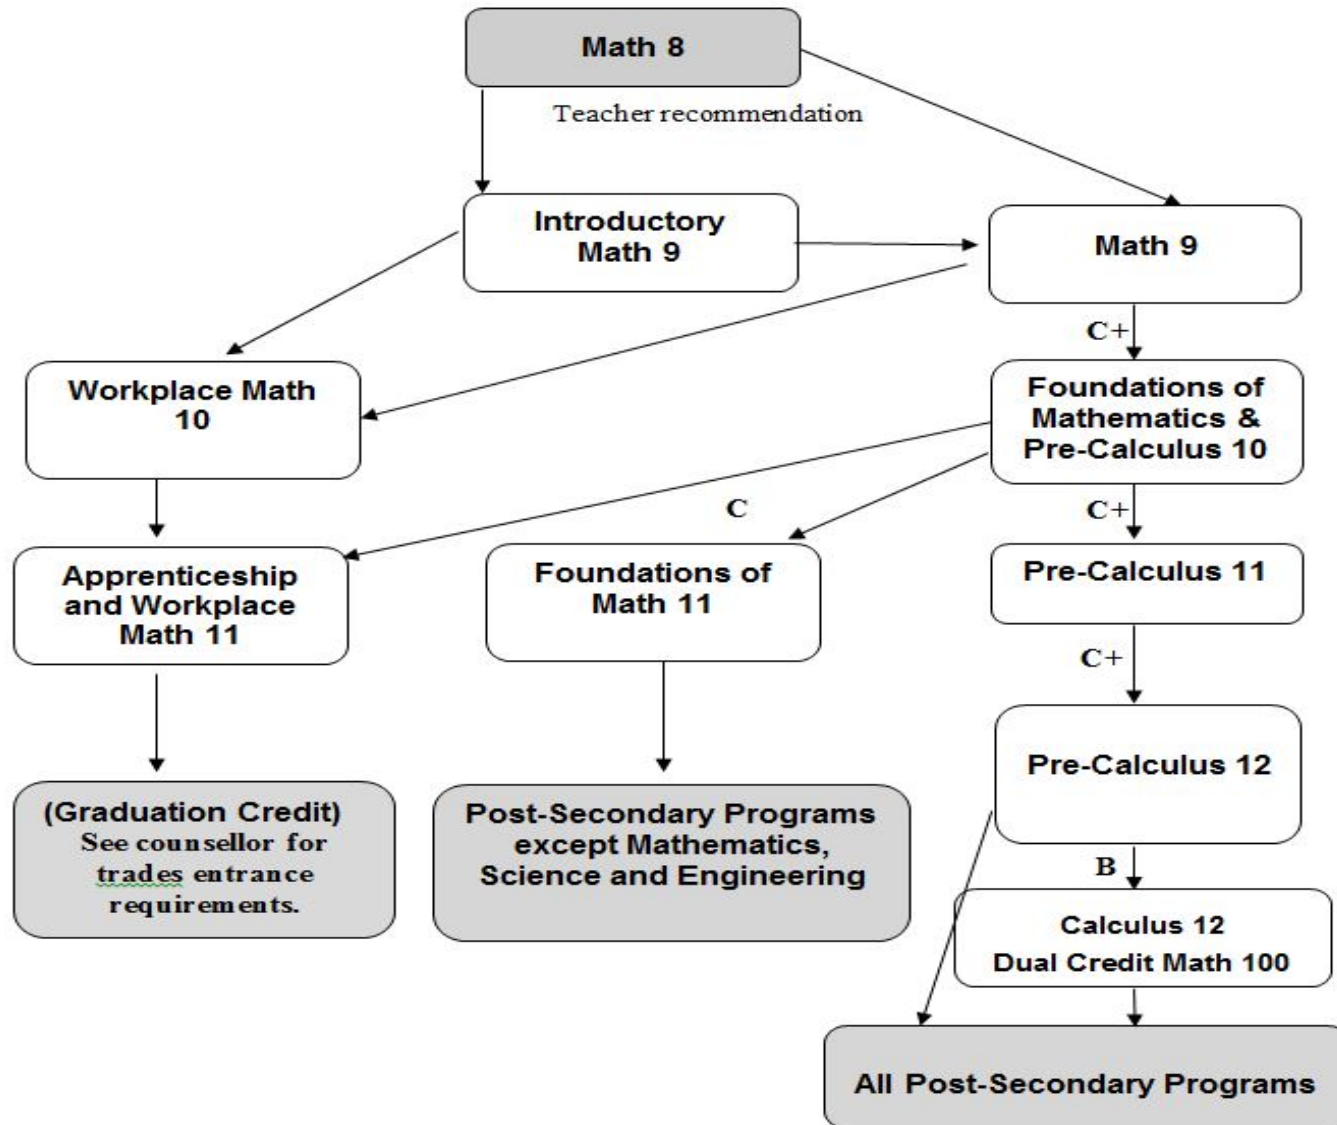 Math 8
Teacher recommendation
Introductory
Math 9
Math 9
C+
Workplace Math
10
Foundations of
Mathematics &
Pre-Calculus 10
C
C+
Apprenticeship
and Workplace
Math 11
Foundations of
Math 11
Pre-Calculus 11
C+
Pre-Calculus 12
(Graduation Credit)
See counsellor for
trades entrance
requirements.
Post-Secondary Programs
except Mathematics,
Science and Engineering
B
Calculus 12
Dual Credit Math 100
All Post-Secondary Programs